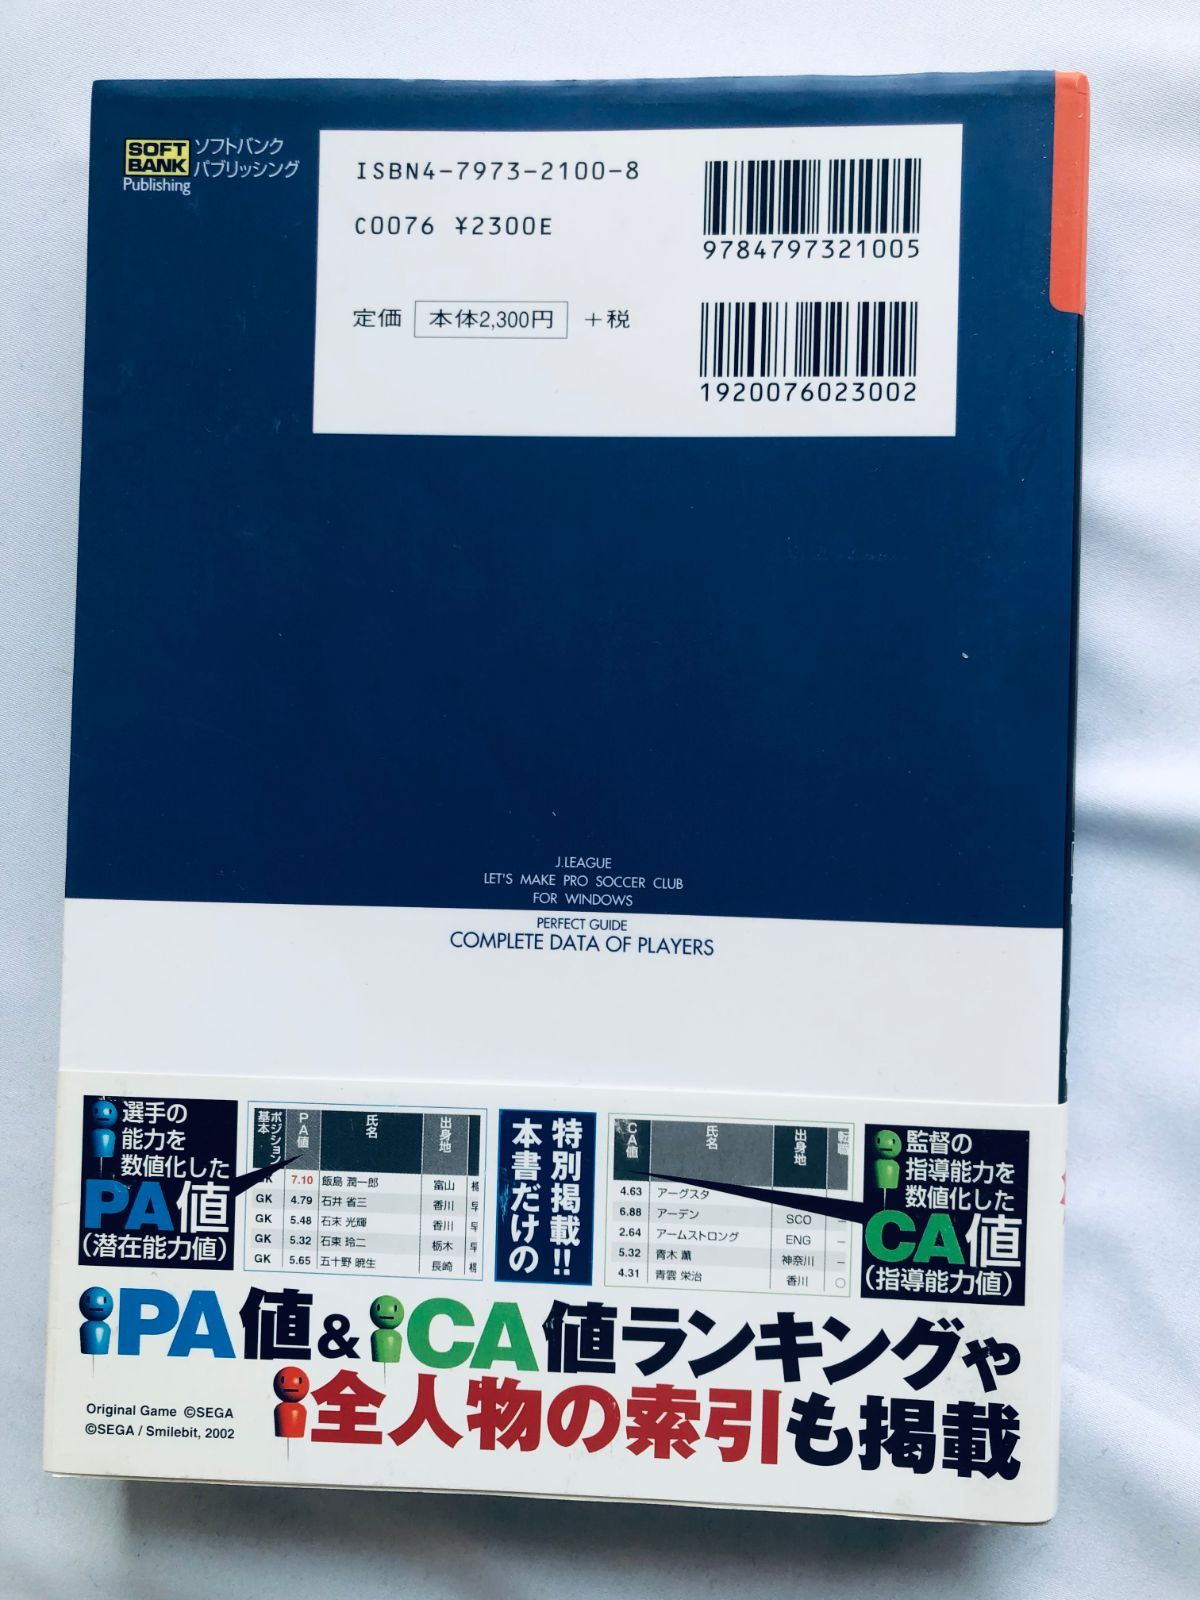 SOFT
BANK
Publishing
ソフトバンク
パブリッシング
ISBN4-7973-2100-8
C0076 ¥2300E
定価 本体2,300円 +税
9784797321005
1920076023002
J.LEAGUE
LET'S MAKE PRO SOCCER CLUB
FOR WINDOWS
PERFECT GUIDE
COMPLETE DATA OF PLAYERS
選手の
能力を
数値化した
PA値
(潜在能力値)
基本ポジション PA値 氏名 出身地
7.10 飯島 潤一郎 富山
GK 4.79 石井 省三 香川
GK 5.48 石末 光輝 香川
GK 5.32 石東 玲二 栃木
GK 5.65 五十野 暁生 長崎
特別掲載!!
本書だけの
CA値 氏名 出身地
4.63 アーグスタ
6.88 アーデン SCO －
2.64 アームストロング ENG －
5.32 青木 薫 神奈川 －
4.31 青雲 栄治 香川 ○
監督の
指導能力を
数値化した
CA値
(指導能力値)
PA値&CA値ランキングや
全人物の索引も掲載
Original Game ©SEGA
©SEGA / Smilebit, 2002